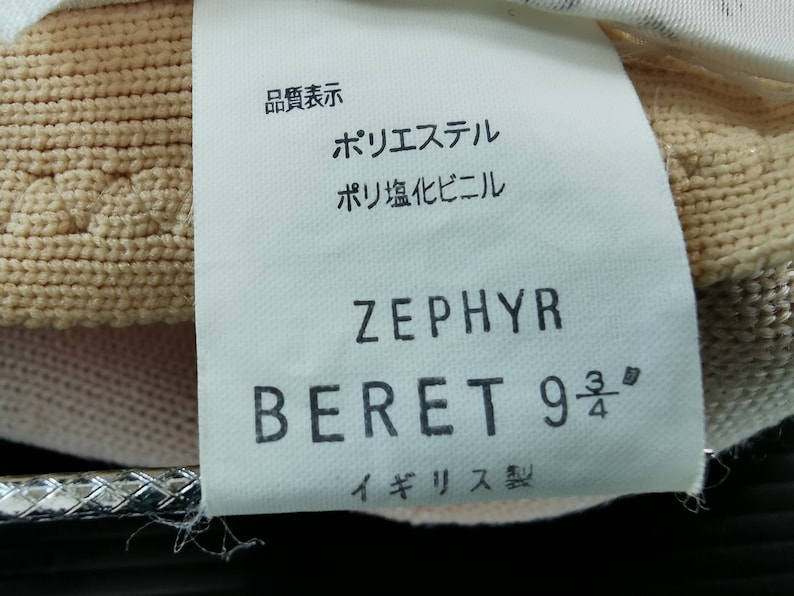 品質表示
ポリエステル
ポリ塩化ビニル
ZEPHYR
BERET 9 3/4"
イギリス製